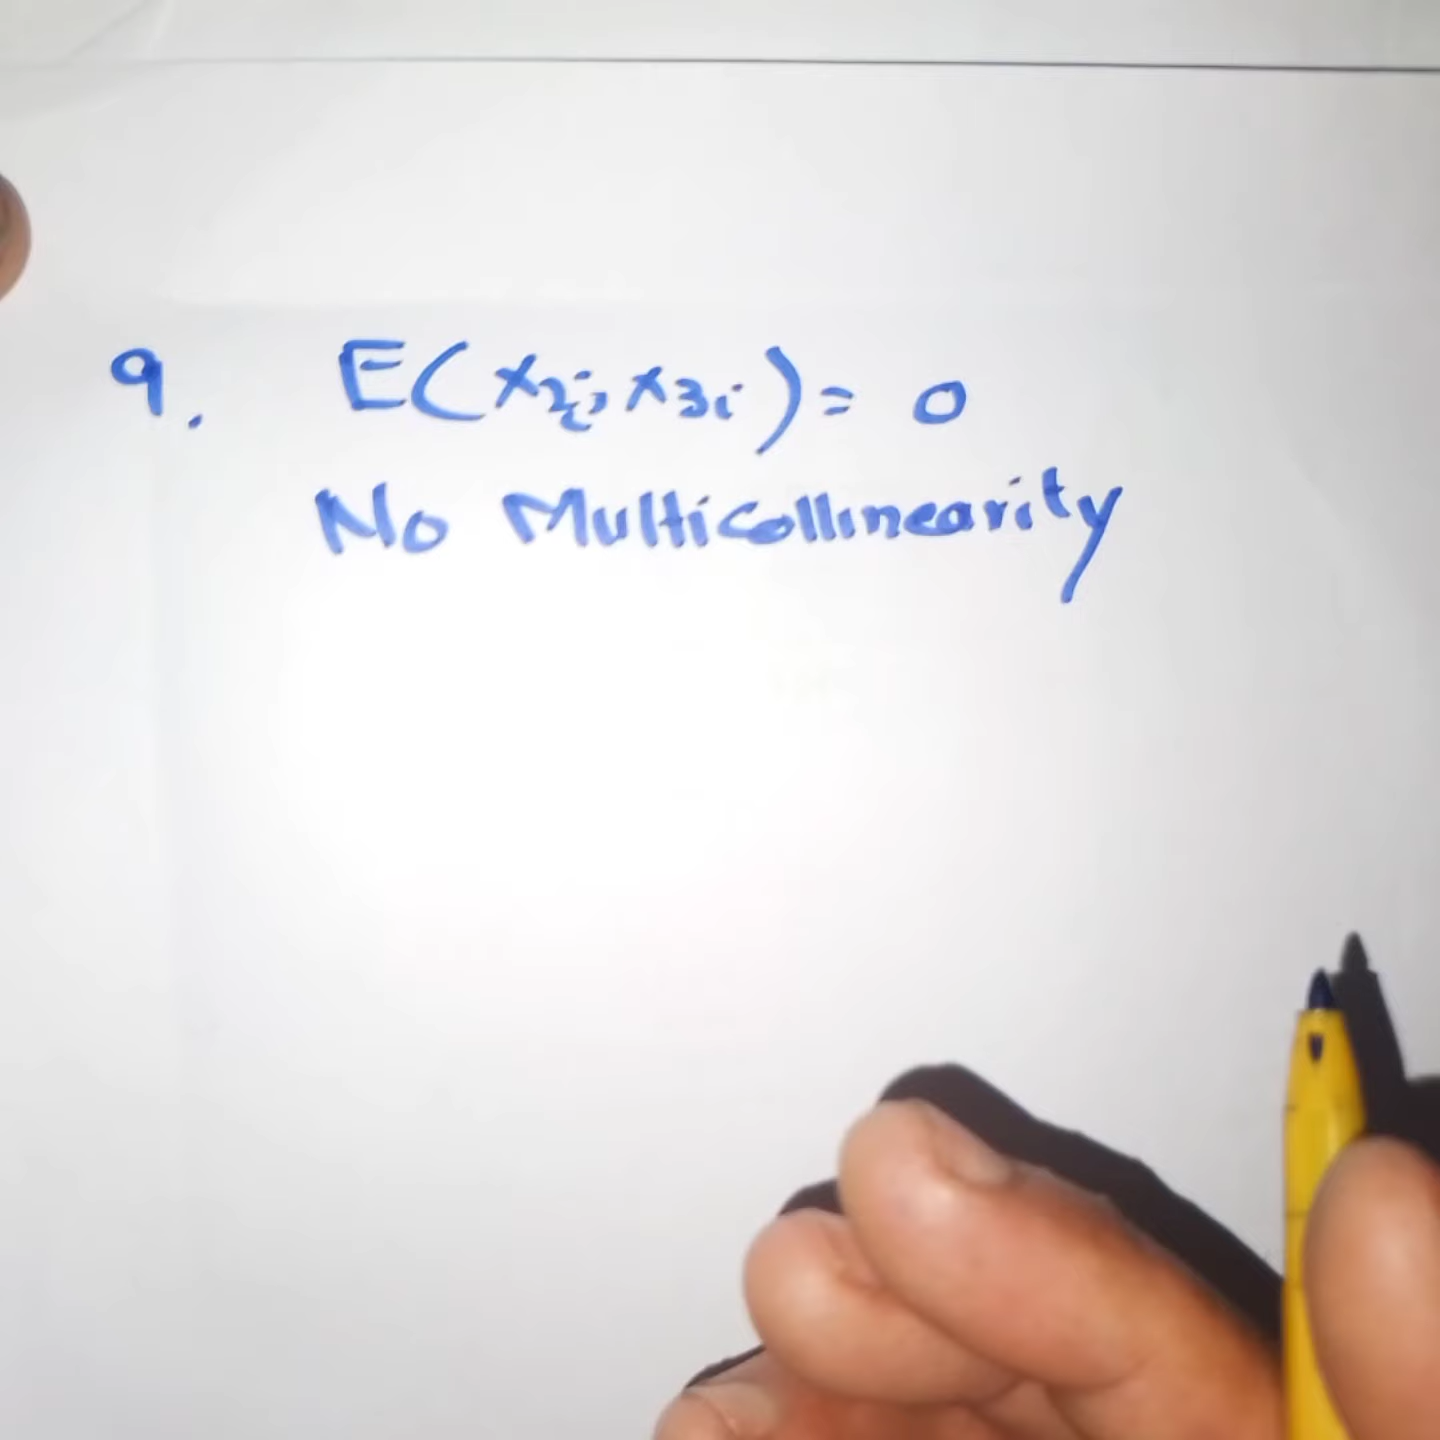 9. E(x2i, x3i) = 0
No Multicollinearity